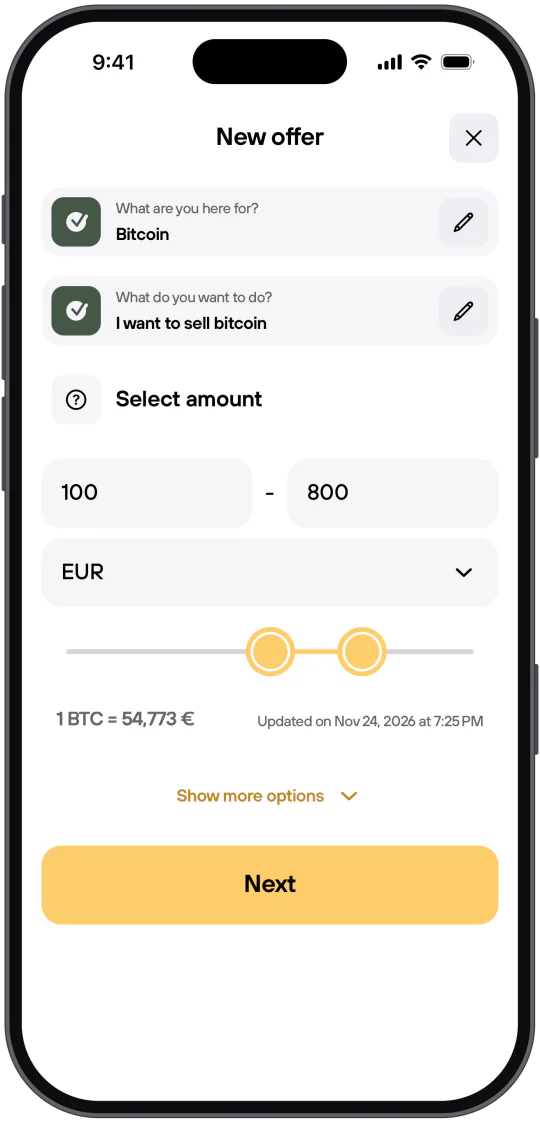 9:41
New offer
What are you here for?
Bitcoin
What do you want to do?
I want to sell bitcoin
Select amount
100 - 800
EUR
1 BTC = 54,773 € Updated on Nov 24, 2026 at 7:25 PM
Show more options
Next